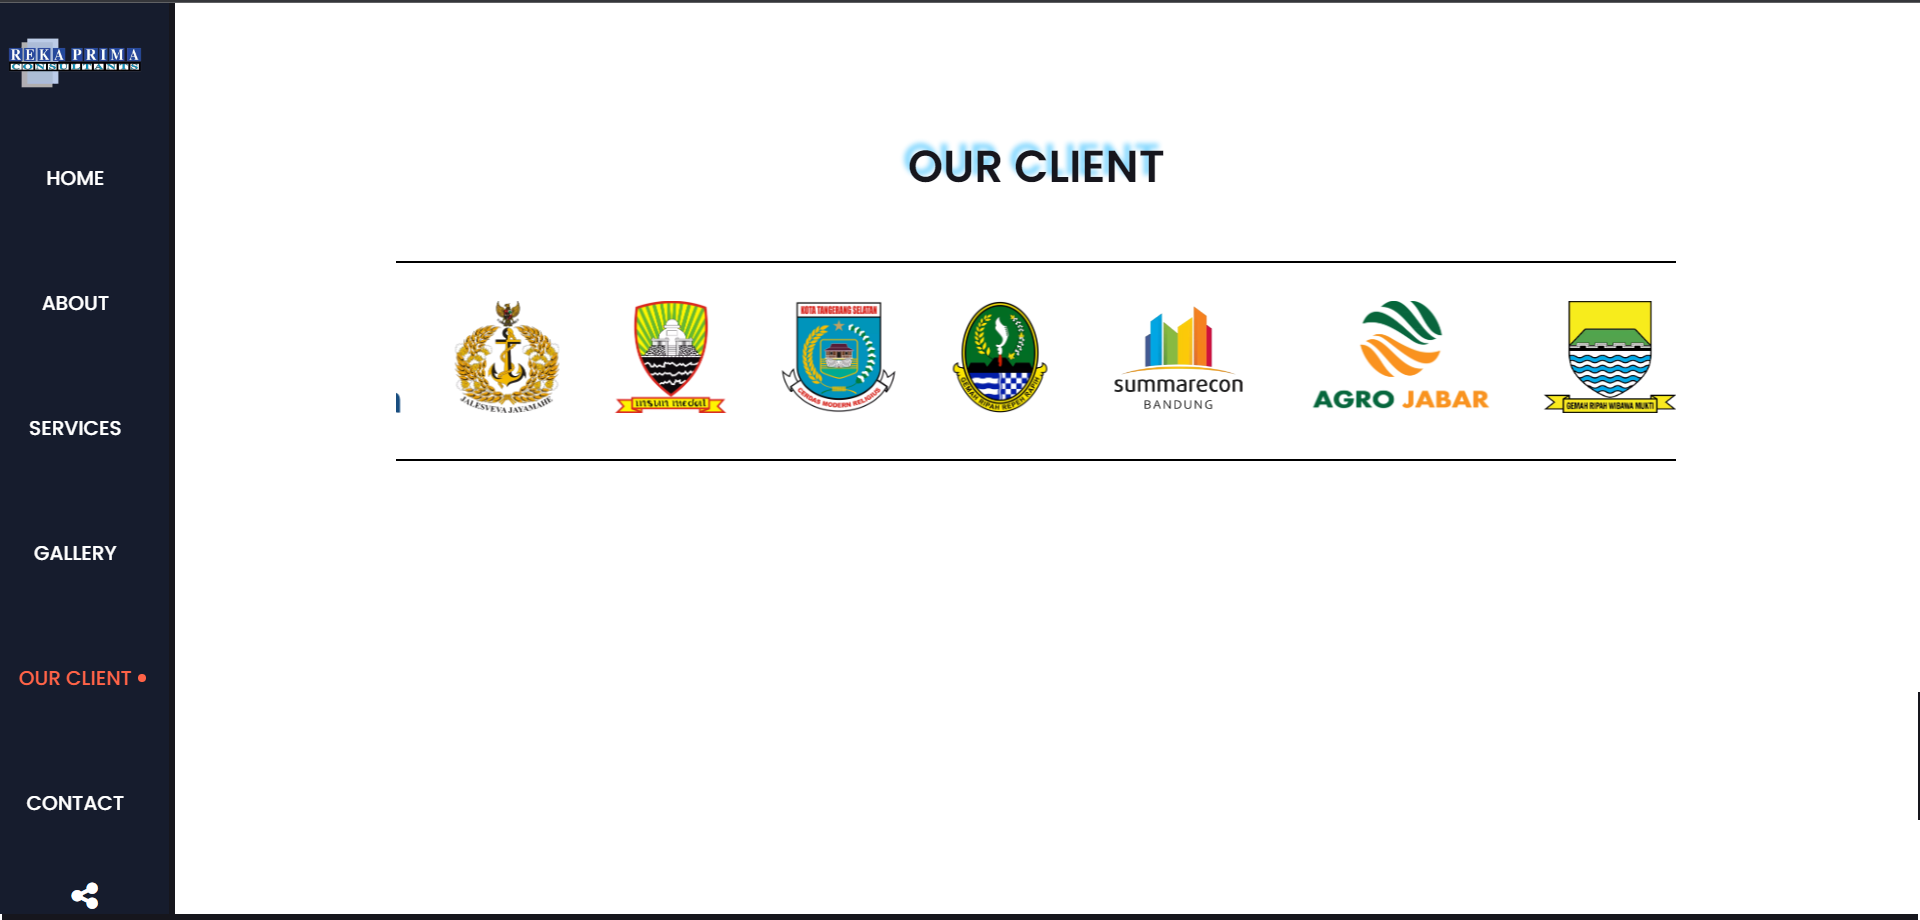 REKA PRIMA
CONSULTANTS
HOME
ABOUT
SERVICES
GALLERY
OUR CLIENT
CONTACT
OUR CLIENT
JALESVEVA JAYAMAHE
insun medal
KOTA TANGERANG SELATAN
CERDAS MODERN RELIGIUS
GEMAH RIPAH REPEH RAPIH
summarecon
BANDUNG
AGRO JABAR
GEMAH RIPAH WIBAWA MUKTI